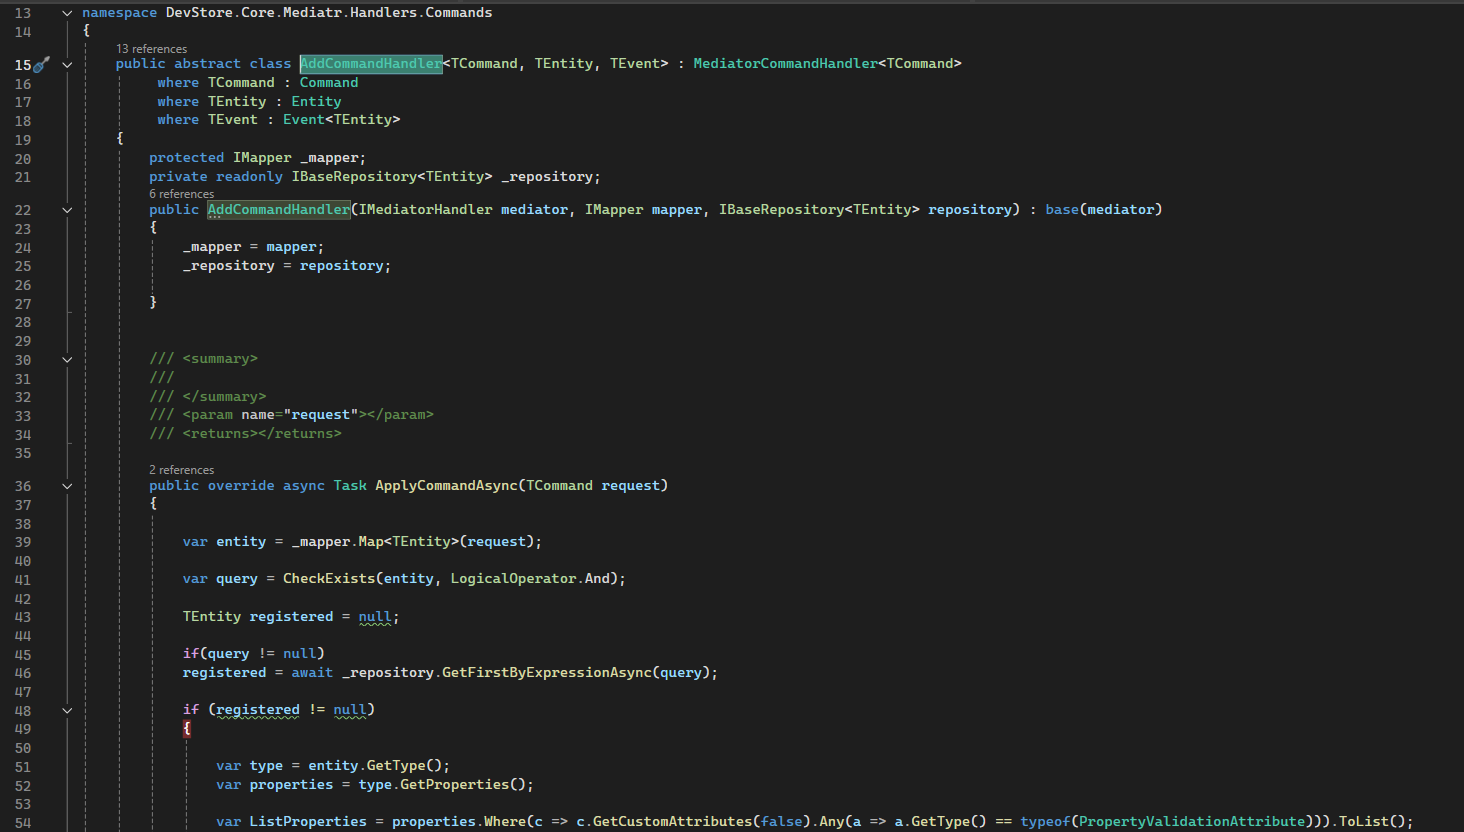 13 namespace DevStore.Core.Mediatr.Handlers.Commands
14 {
13 references
15 public abstract class AddCommandHandler<TCommand, TEntity, TEvent> : MediatorCommandHandler<TCommand>
16 where TCommand : Command
17 where TEntity : Entity
18 where TEvent : Event<TEntity>
19 {
20 protected IMapper _mapper;
21 private readonly IBaseRepository<TEntity> _repository;
6 references
22 public AddCommandHandler(IMediatorHandler mediator, IMapper mapper, IBaseRepository<TEntity> repository) : base(mediator)
23 {
24 _mapper = mapper;
25 _repository = repository;
26
27 }
28
29
30 /// <summary>
31 ///
32 /// </summary>
33 /// <param name="request"></param>
34 /// <returns></returns>
35
2 references
36 public override async Task ApplyCommandAsync(TCommand request)
37 {
38
39 var entity = _mapper.Map<TEntity>(request);
40
41 var query = CheckExists(entity, LogicalOperator.And);
42
43 TEntity registered = null;
44
45 if(query != null)
46 registered = await _repository.GetFirstByExpressionAsync(query);
47
48 if (registered != null)
49 {
50
51 var type = entity.GetType();
52 var properties = type.GetProperties();
53
54 var ListProperties = properties.Where(c => c.GetCustomAttributes(false).Any(a => a.GetType() == typeof(PropertyValidationAttribute))).ToList();